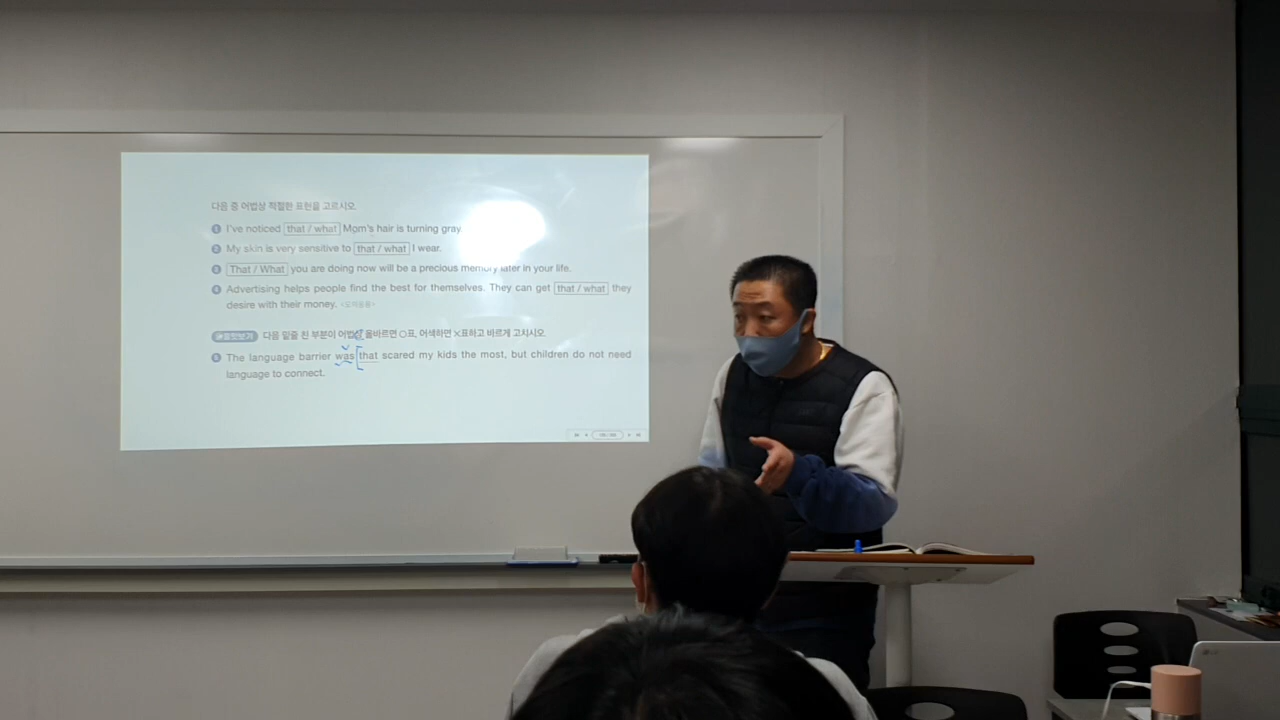 다음 중 어법상 적절한 표현을 고르시오.
1 I've noticed that / what Mom's hair is turning gray.
2 My skin is very sensitive to that / what I wear.
3 That / What you are doing now will be a precious memory later in your life.
4 Advertising helps people find the best for themselves. They can get that / what they
desire with their money.
다음 밑줄 친 부분이 어법상 올바르면 ○표, 어색하면 ×표하고 바르게 고치시오.
5 The language barrier was that scared my kids the most, but children do not need
language to connect.